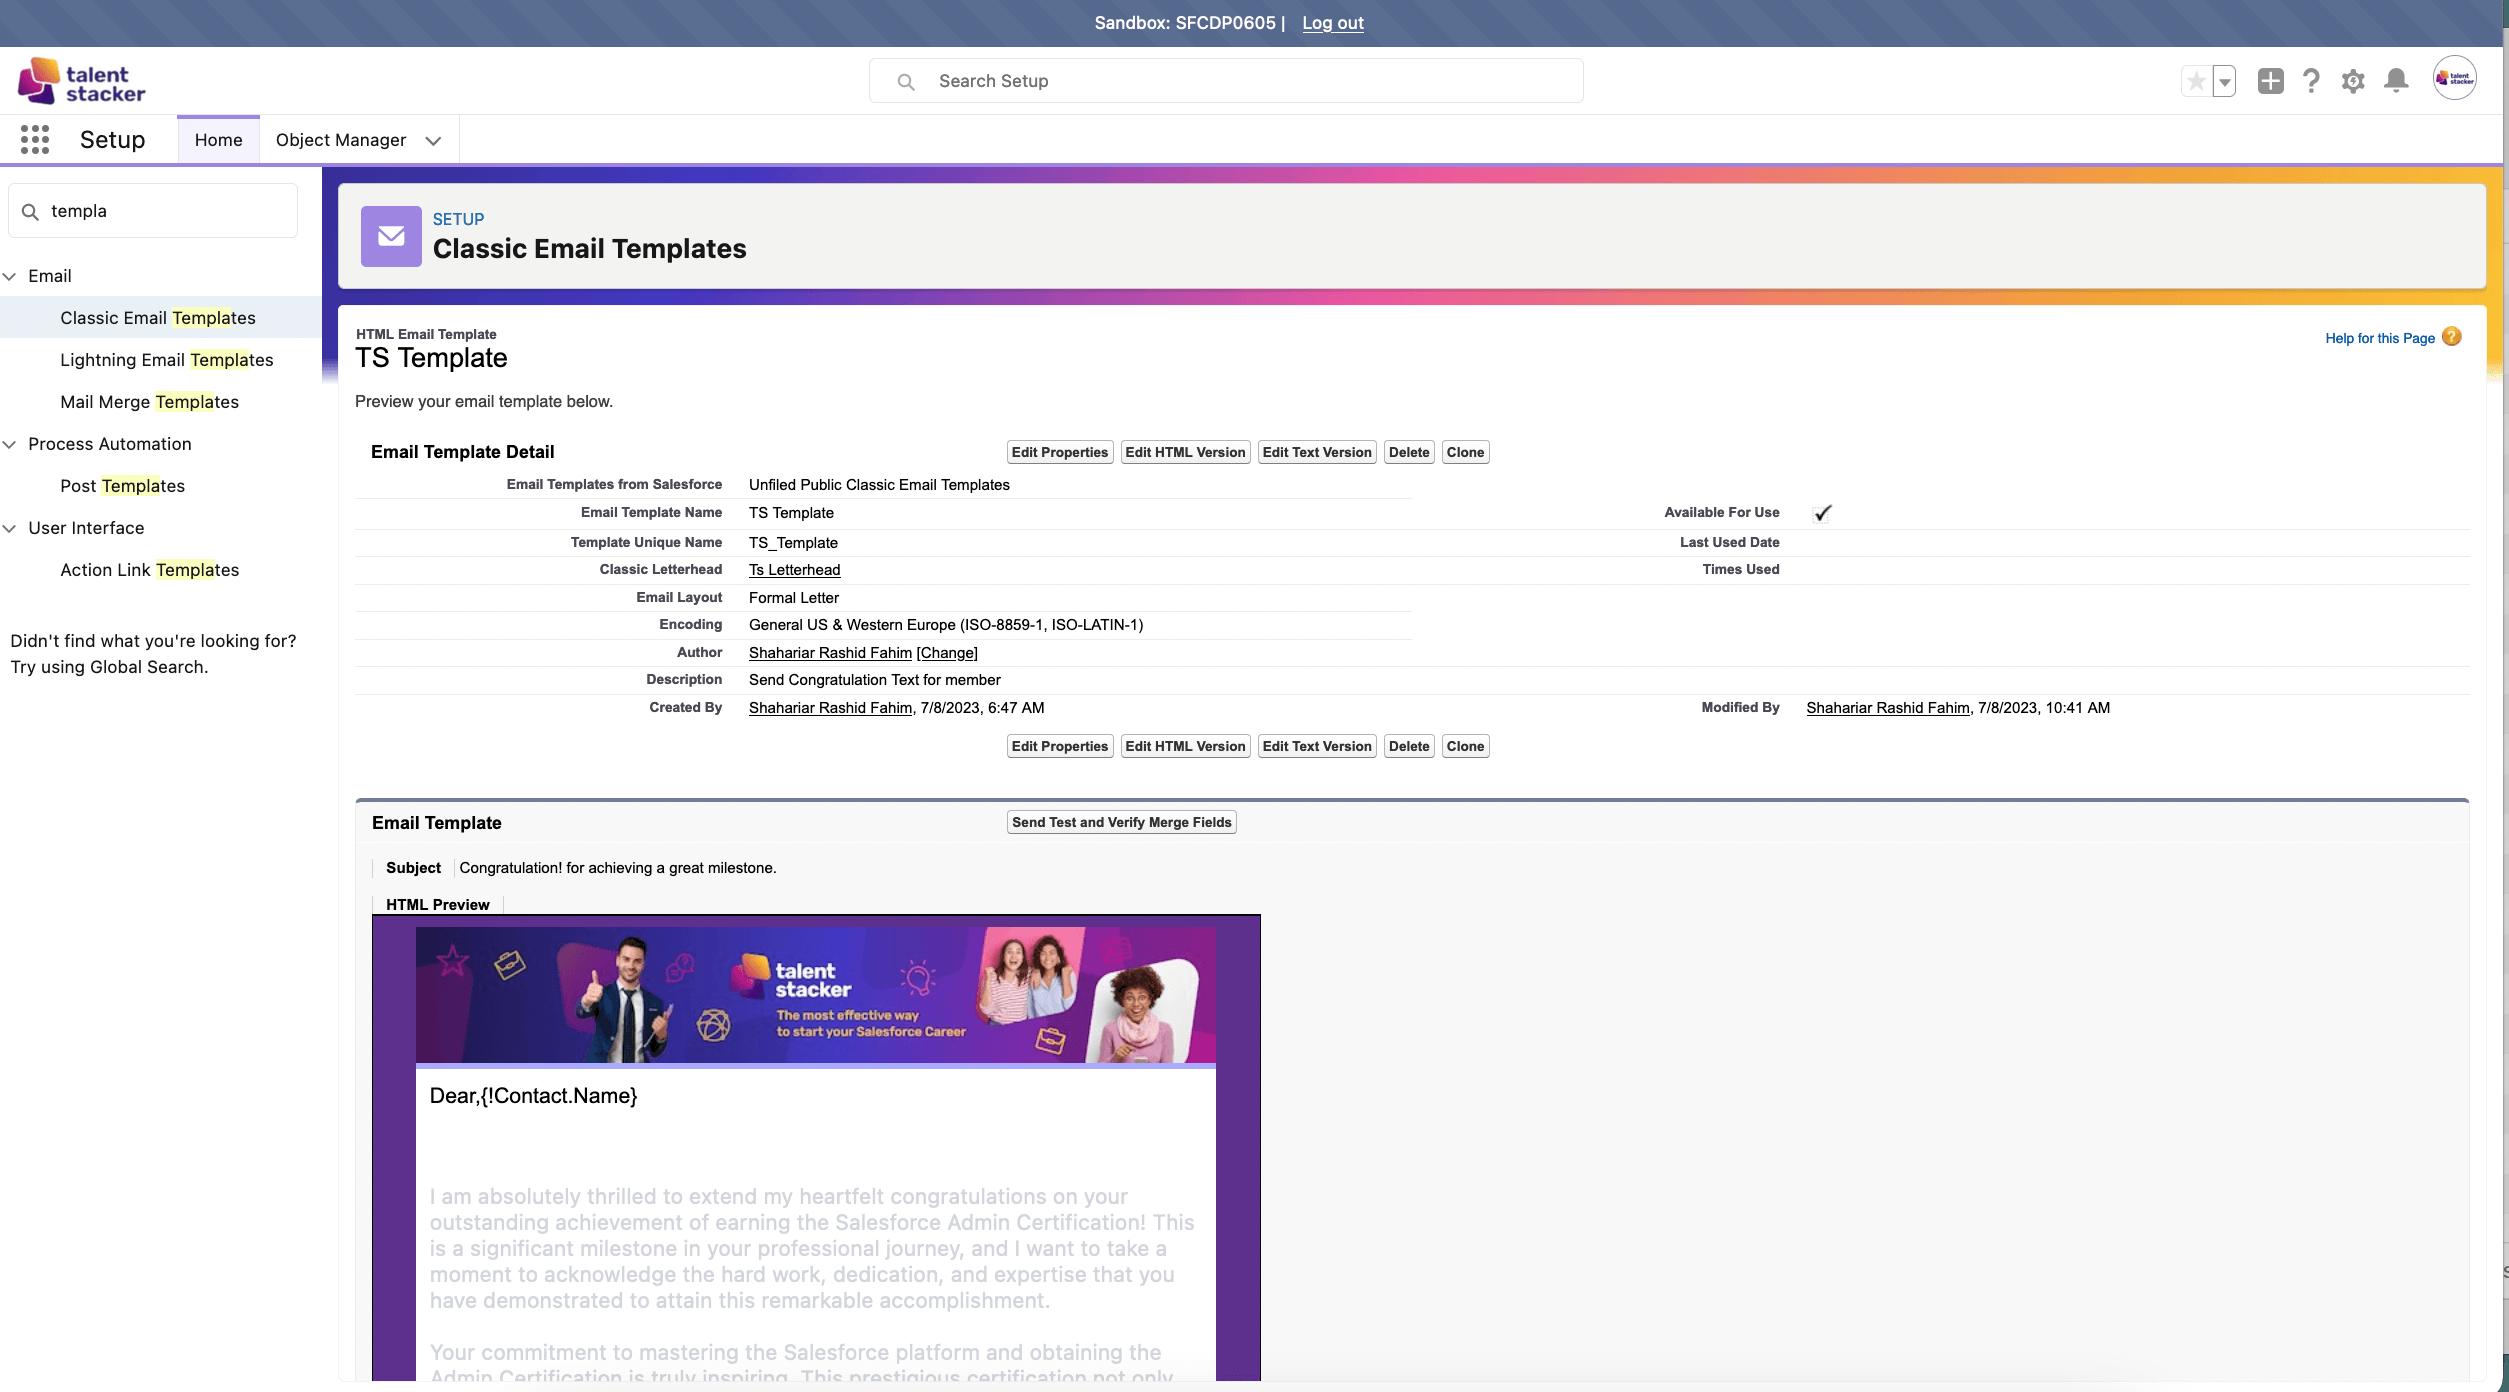 Sandbox: SFCDP0605 | Log out
talent
stacker
Search Setup
talent
stacker
Setup
Home
Object Manager
templa
SETUP
Classic Email Templates
Email
Classic Email Templates
Lightning Email Templates
Mail Merge Templates
Process Automation
Post Templates
User Interface
Action Link Templates
Didn't find what you're looking for?
Try using Global Search.
HTML Email Template
TS Template
Help for this Page
Preview your email template below.
Email Template Detail
Edit Properties Edit HTML Version Edit Text Version Delete Clone
Email Templates from Salesforce Unfiled Public Classic Email Templates
Email Template Name TS Template Available For Use
Template Unique Name TS_Template Last Used Date
Classic Letterhead Ts Letterhead Times Used
Email Layout Formal Letter
Encoding General US & Western Europe (ISO-8859-1, ISO-LATIN-1)
Author Shahariar Rashid Fahim [Change]
Description Send Congratulation Text for member
Created By Shahariar Rashid Fahim, 7/8/2023, 6:47 AM Modified By Shahariar Rashid Fahim, 7/8/2023, 10:41 AM
Edit Properties Edit HTML Version Edit Text Version Delete Clone
Email Template
Send Test and Verify Merge Fields
Subject Congratulation! for achieving a great milestone.
HTML Preview
talent
stacker
The most effective way
to start your Salesforce Career
Dear,{!Contact.Name}
I am absolutely thrilled to extend my heartfelt congratulations on your
outstanding achievement of earning the Salesforce Admin Certification! This
is a significant milestone in your professional journey, and I want to take a
moment to acknowledge the hard work, dedication, and expertise that you
have demonstrated to attain this remarkable accomplishment.
Your commitment to mastering the Salesforce platform and obtaining the
Admin Certification is truly inspiring. This prestigious certification not only